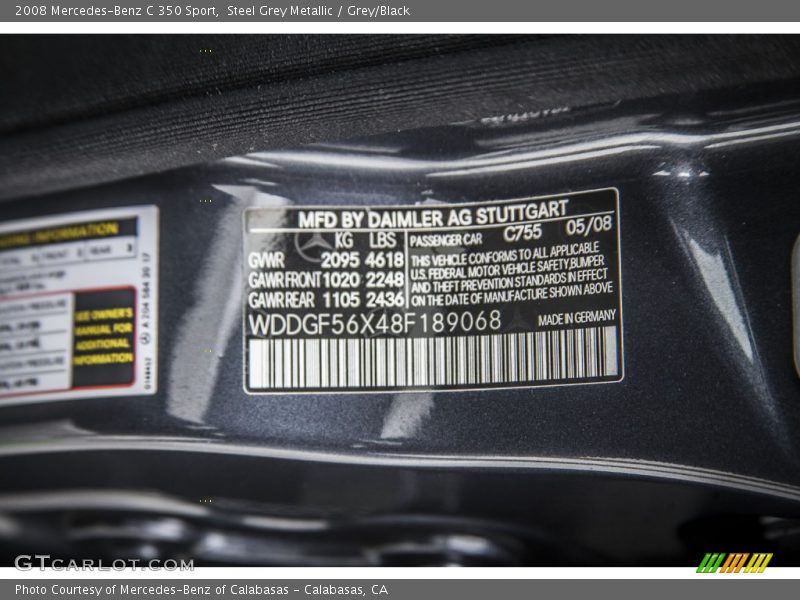 2008 Mercedes-Benz C 350 Sport, Steel Grey Metallic / Grey/Black
MFD BY DAIMLER AG STUTTGART
KG LBS PASSENGER CAR C755 05/08
GVWR 2095 4618
GAWR FRONT 1020 2248
GAWR REAR 1105 2436
THIS VEHICLE CONFORMS TO ALL APPLICABLE
U.S. FEDERAL MOTOR VEHICLE SAFETY, BUMPER
AND THEFT PREVENTION STANDARDS IN EFFECT
ON THE DATE OF MANUFACTURE SHOWN ABOVE
WDDGF56X48F189068 MADE IN GERMANY
SEE OWNER'S
MANUAL FOR
ADDITIONAL
INFORMATION
A 204 584 30 17
GTCARLOT.COM
Photo Courtesy of Mercedes-Benz of Calabasas - Calabasas, CA